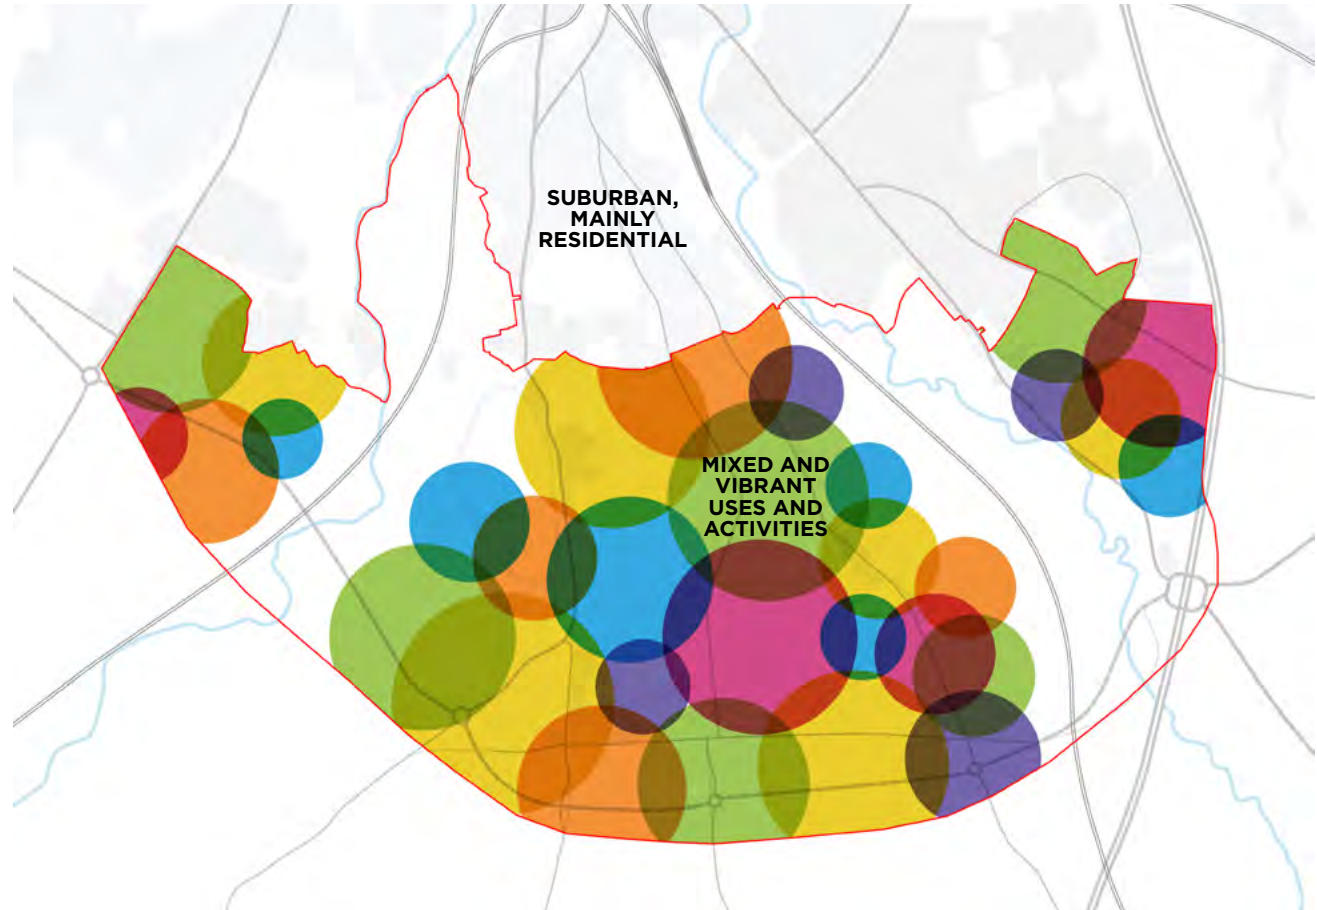 SUBURBAN,
MAINLY
RESIDENTIAL
MIXED AND
VIBRANT
USES AND
ACTIVITIES